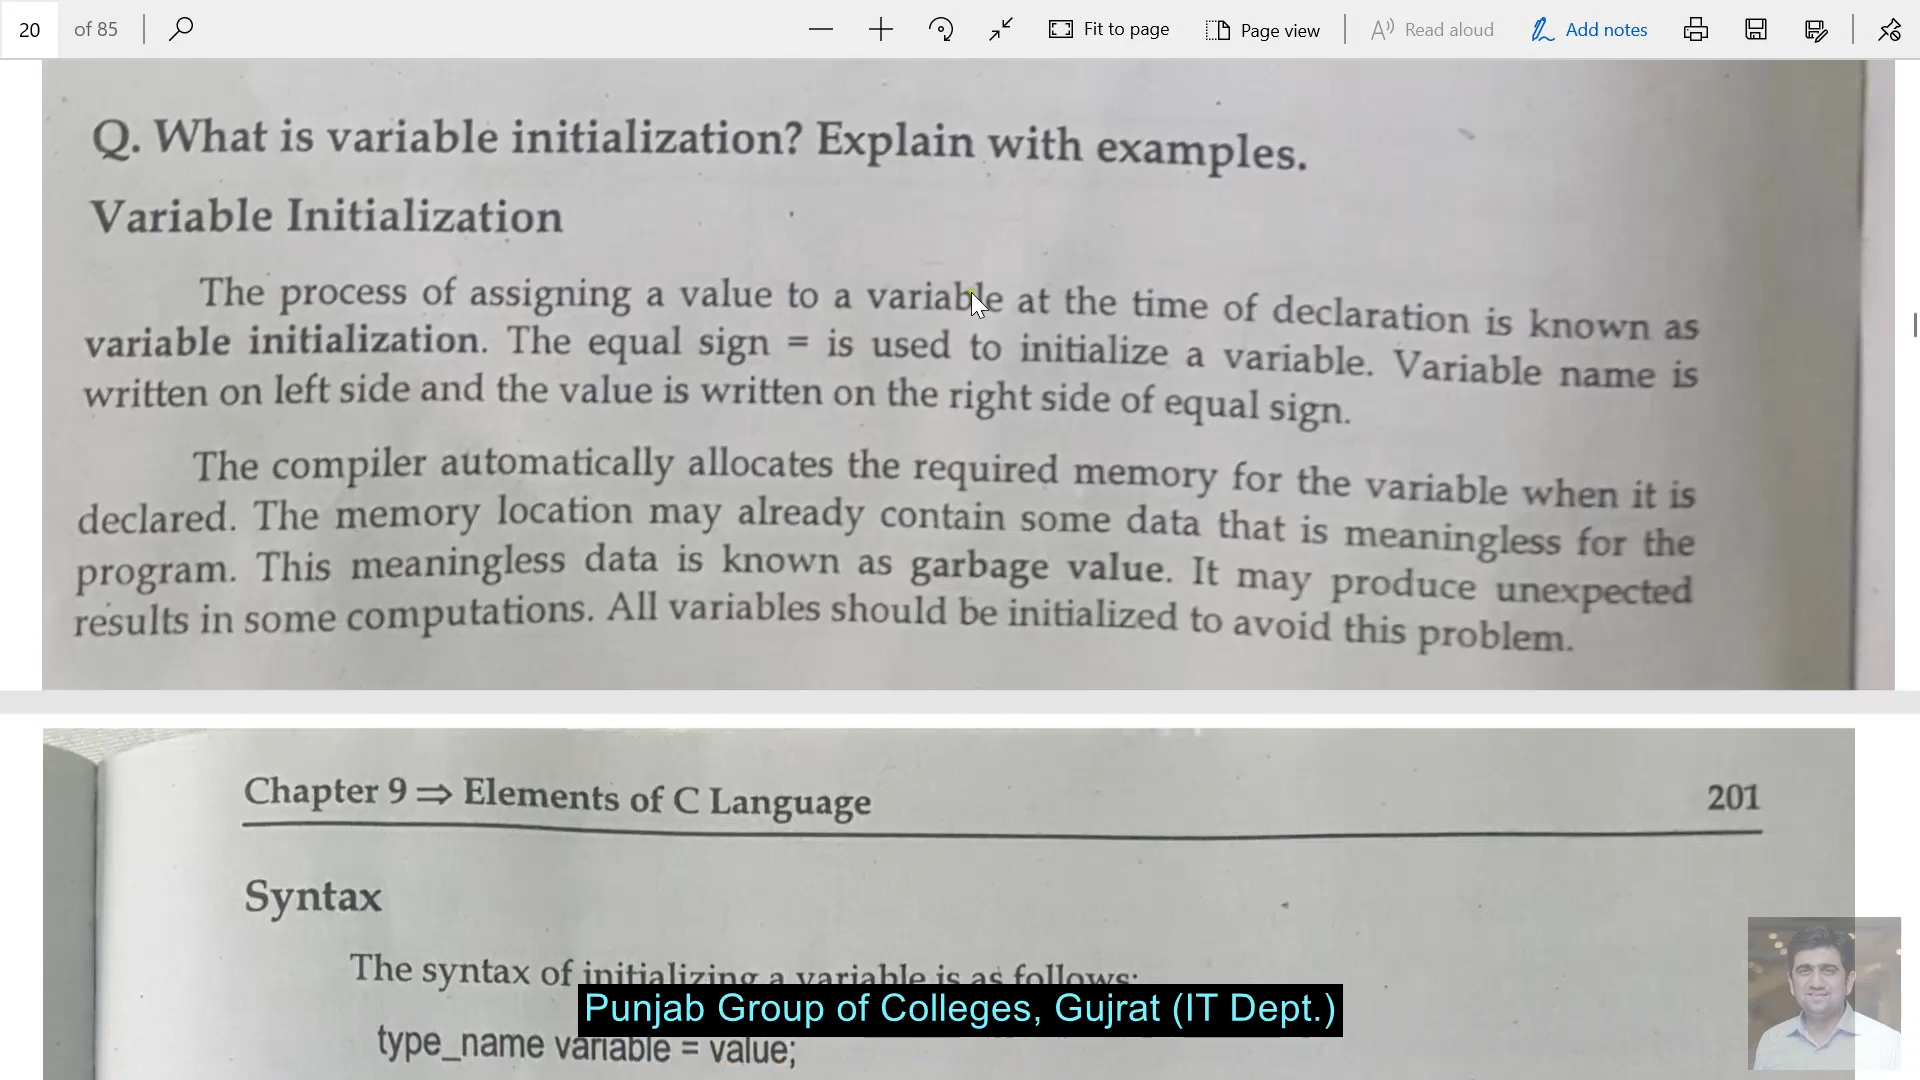 20 of 85 Fit to page Page view Read aloud Add notes
Q. What is variable initialization? Explain with examples.
Variable Initialization
The process of assigning a value to a variable at the time of declaration is known as
variable initialization. The equal sign = is used to initialize a variable. Variable name is
written on left side and the value is written on the right side of equal sign.
The compiler automatically allocates the required memory for the variable when it is
declared. The memory location may already contain some data that is meaningless for the
program. This meaningless data is known as garbage value. It may produce unexpected
results in some computations. All variables should be initialized to avoid this problem.
Chapter 9 ⇒ Elements of C Language 201
Syntax
The syntax of initializing a variable is as follows:
Punjab Group of Colleges, Gujrat (IT Dept.)
type_name variable = value;